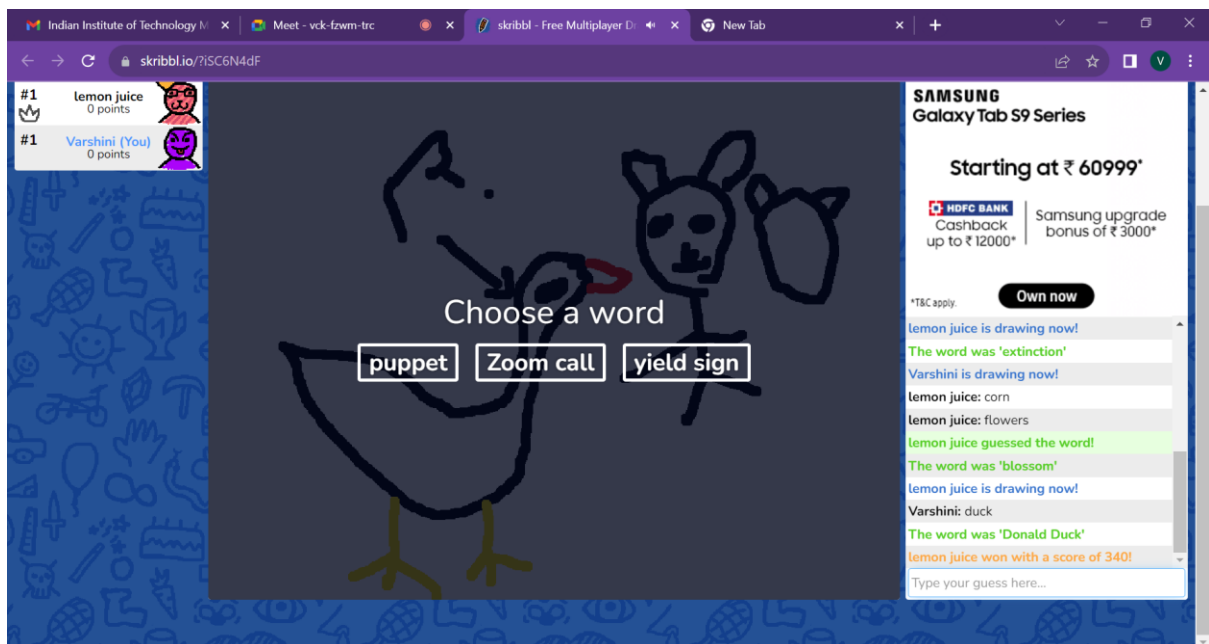 Indian Institute of Technology M
Meet - vck-fzwm-trc
skribbl - Free Multiplayer Dr
New Tab
skribbl.io/?iSC6N4dF
V
#1
lemon juice
0 points
#1
Varshini (You)
0 points
Choose a word
puppet
Zoom call
yield sign
SAMSUNG
Galaxy Tab S9 Series
Starting at ₹ 60999*
HDFC BANK
Cashback
up to ₹ 12000*
Samsung upgrade
bonus of ₹ 3000*
*T&C apply.
Own now
lemon juice is drawing now!
The word was 'extinction'
Varshini is drawing now!
lemon juice: corn
lemon juice: flowers
lemon juice guessed the word!
The word was 'blossom'
lemon juice is drawing now!
Varshini: duck
The word was 'Donald Duck'
lemon juice won with a score of 340!
Type your guess here...